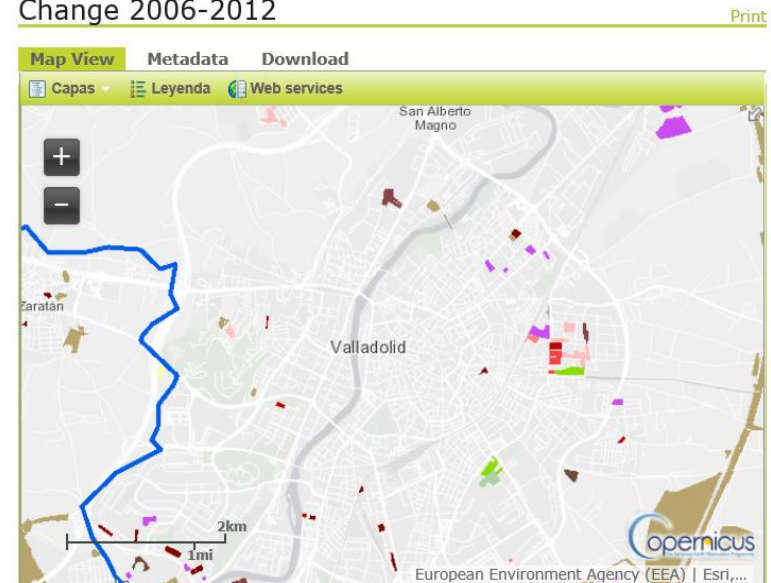 Change 2006-2012
Print
Map View Metadata Download
Capas Leyenda Web services
San Alberto
Magno
+
−
Zaratán
Valladolid
2km
1mi
opernicus
European Environment Agency (EEA) | Esri,...